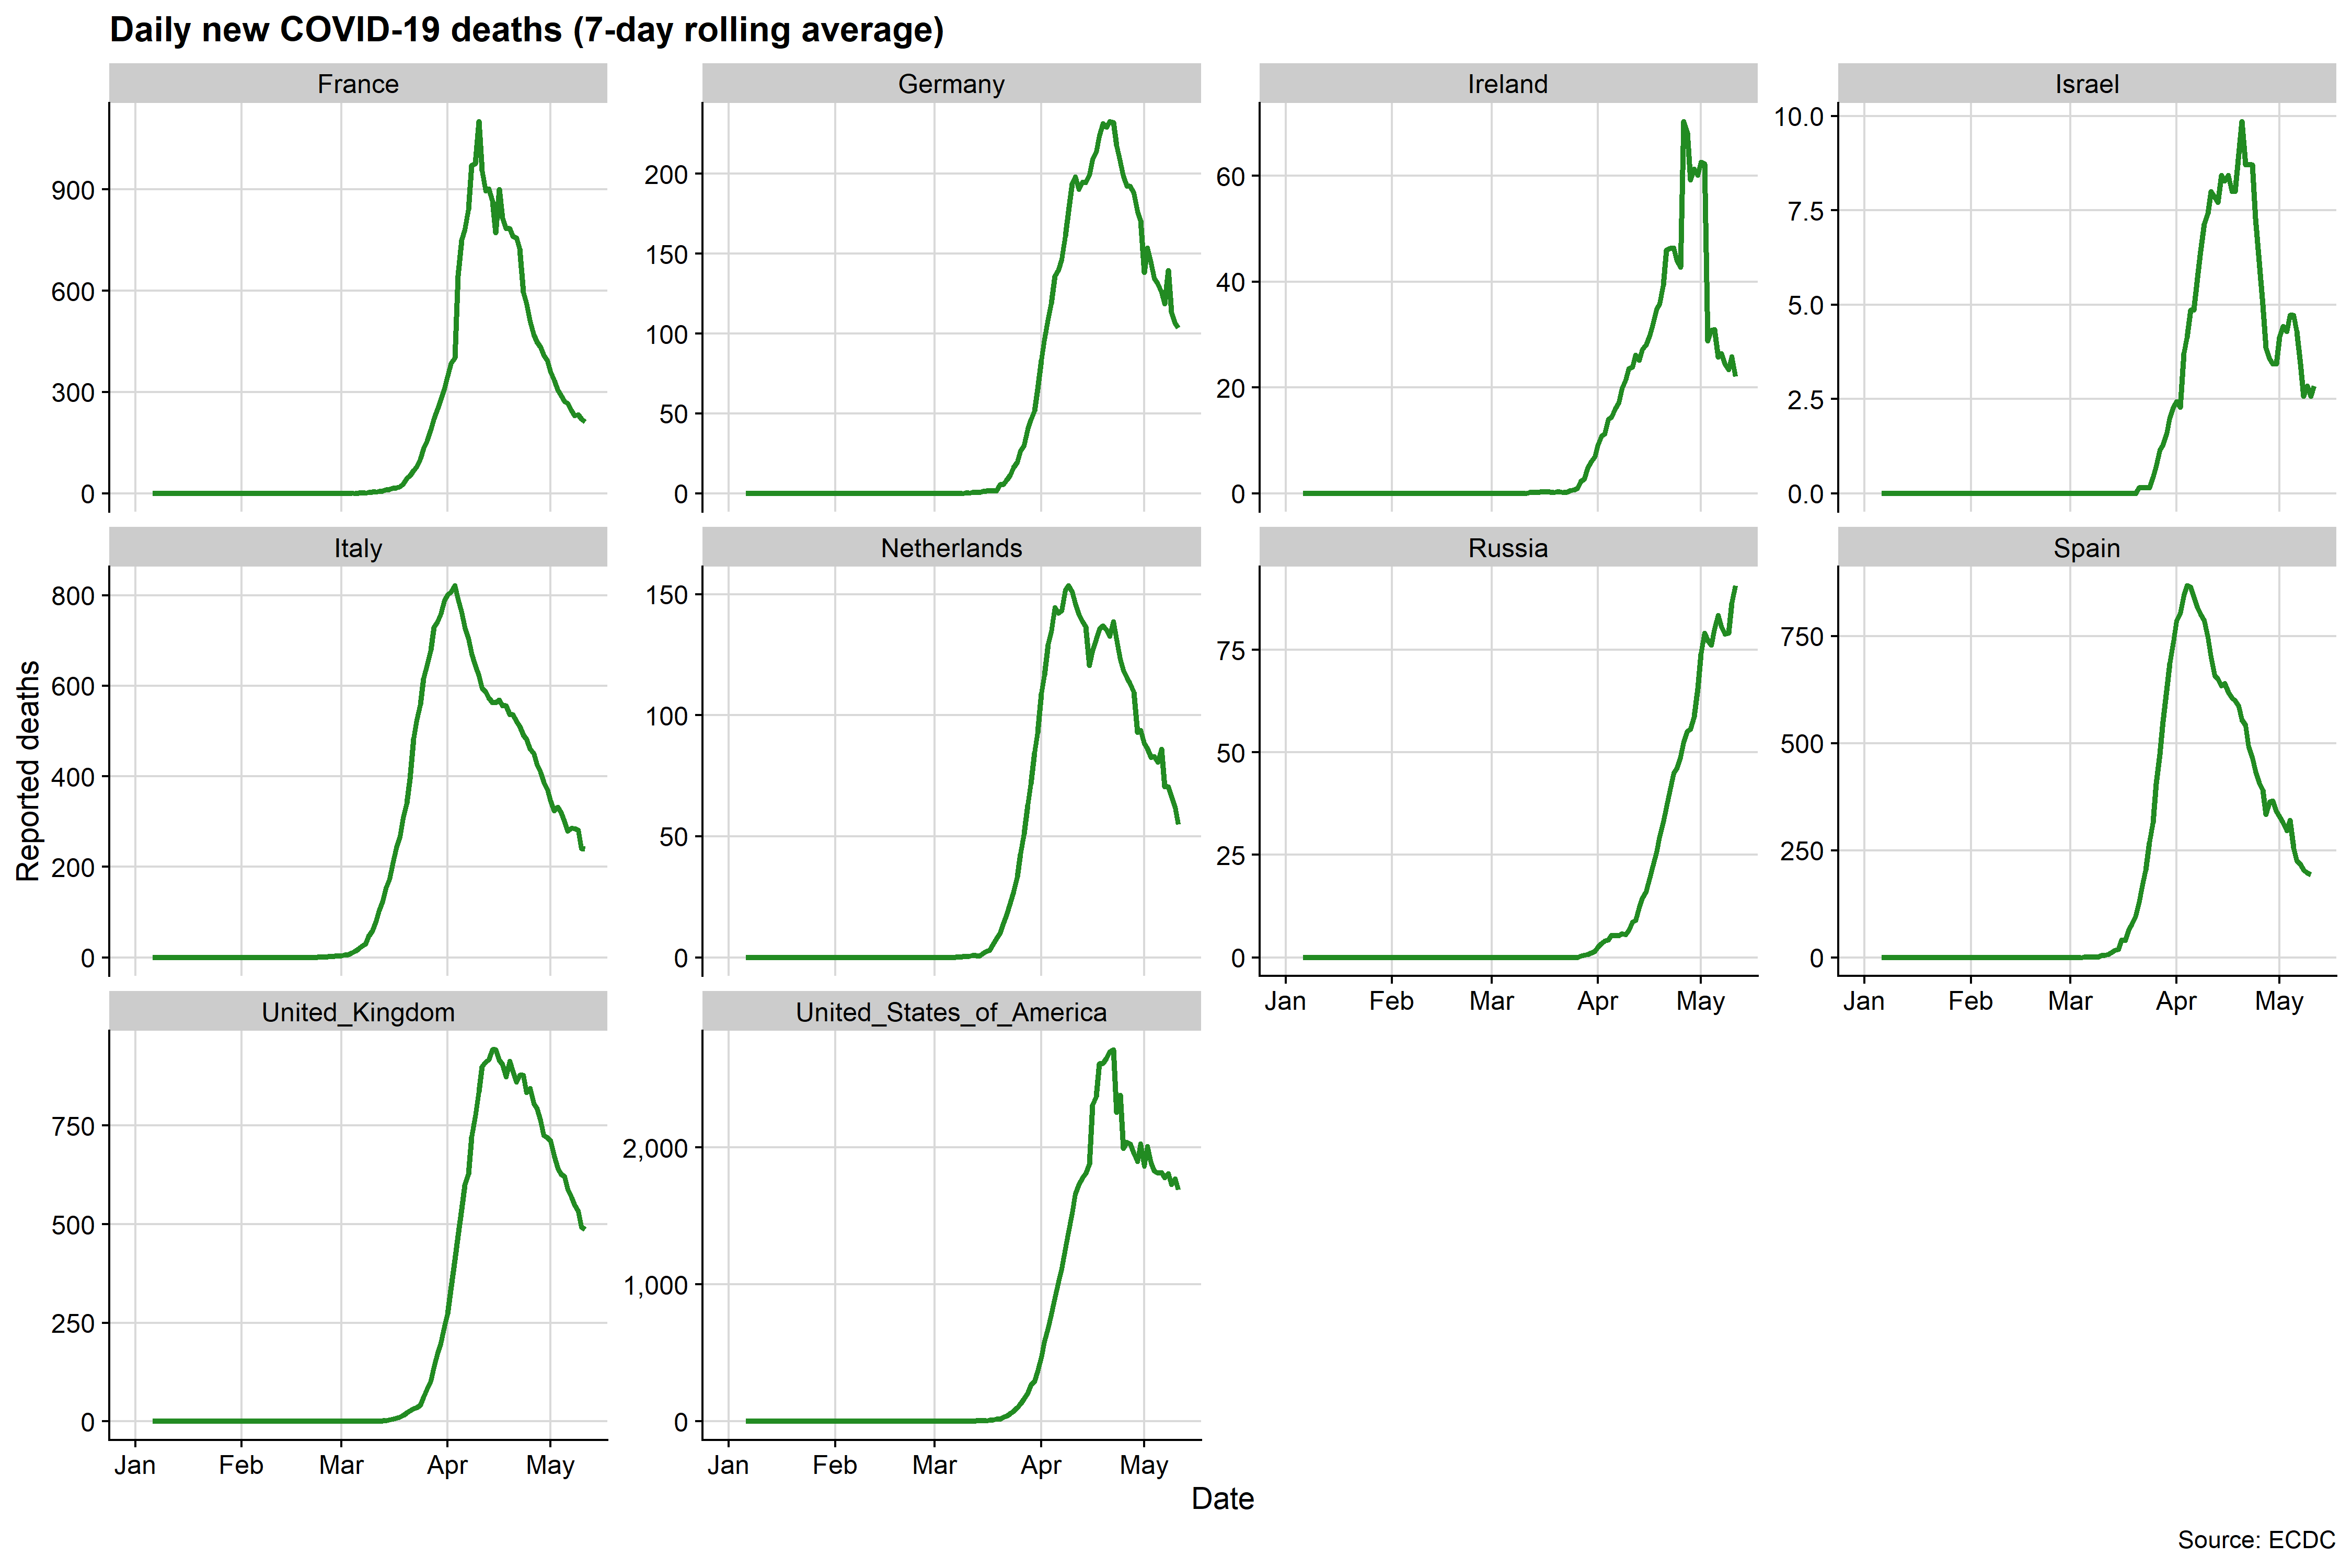 Daily new COVID-19 deaths (7-day rolling average)
France
Germany
Ireland
Israel
900
600
300
0
200
150
100
50
0
60
40
20
0
10.0
7.5
5.0
2.5
0.0
Italy
Netherlands
Russia
Spain
800
600
400
200
0
150
100
50
0
75
50
25
0
750
500
250
0
Jan Feb Mar Apr May
Jan Feb Mar Apr May
United_Kingdom
United_States_of_America
750
500
250
0
2,000
1,000
0
Jan Feb Mar Apr May
Jan Feb Mar Apr May
Reported deaths
Date
Source: ECDC